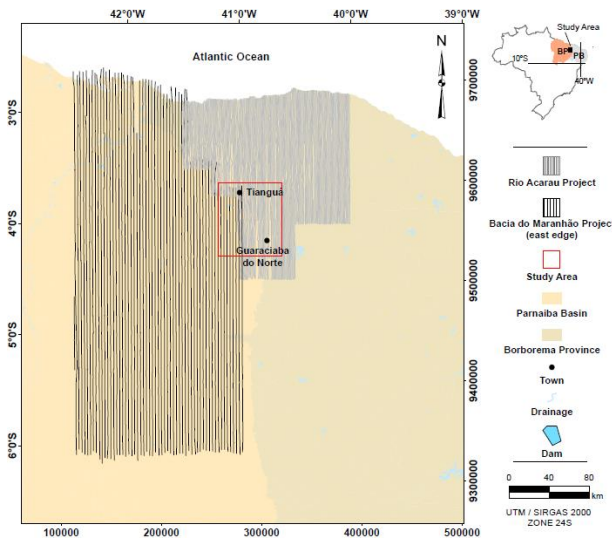 42°0'W
41°0'W
40°0'W
39°0'W
Atlantic Ocean
N
3°0'S
4°0'S
5°0'S
6°0'S
Tianguá
Guaraciaba
do Norte
9700000
9600000
9500000
9400000
9300000
100000
200000
300000
400000
500000
Study Area
BP
PB
10°S
40°W
Rio Acarau Project
Bacia do Maranhão Projec
(east edge)
Study Area
Parnaiba Basin
Borborema Province
Town
Drainage
Dam
0 40 80
km
UTM / SIRGAS 2000
ZONE 24S